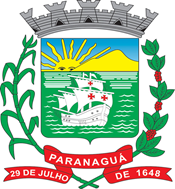 PARANAGUÁ
29 DE JULHO DE 1648